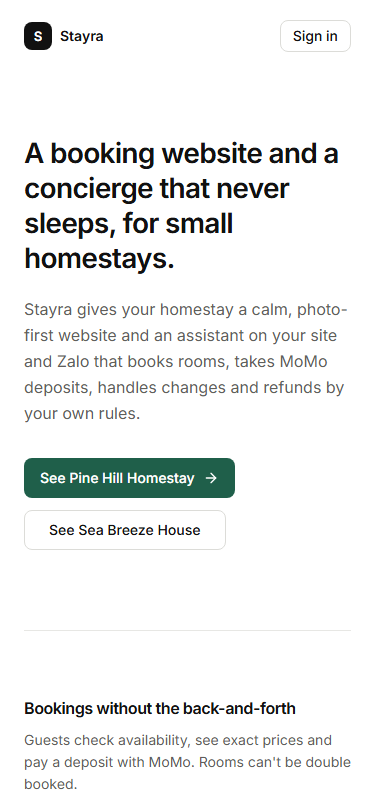 S Stayra
Sign in
A booking website and a
concierge that never
sleeps, for small
homestays.
Stayra gives your homestay a calm, photo-
first website and an assistant on your site
and Zalo that books rooms, takes MoMo
deposits, handles changes and refunds by
your own rules.
See Pine Hill Homestay →
See Sea Breeze House
Bookings without the back-and-forth
Guests check availability, see exact prices and
pay a deposit with MoMo. Rooms can't be double
booked.